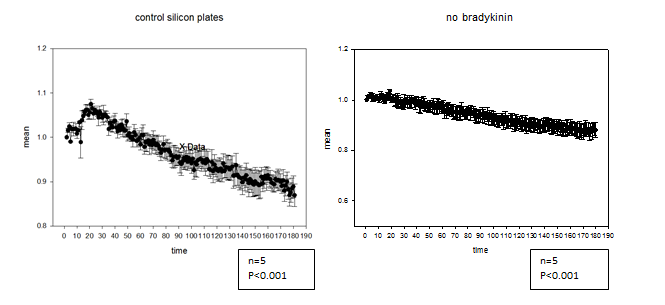 control silicon plates
1.2
1.1
1.0
0.9
0.8
mean
X-Data
0 10 20 30 40 50 60 70 80 90 100 110 120 130 140 150 160 170 180 190
time
n=5
P<0.001
no bradykinin
1.2
1.0
0.8
0.6
mean
0 10 20 30 40 50 60 70 80 90 100 110 120 130 140 150 160 170 180 190
time
n=5
P<0.001